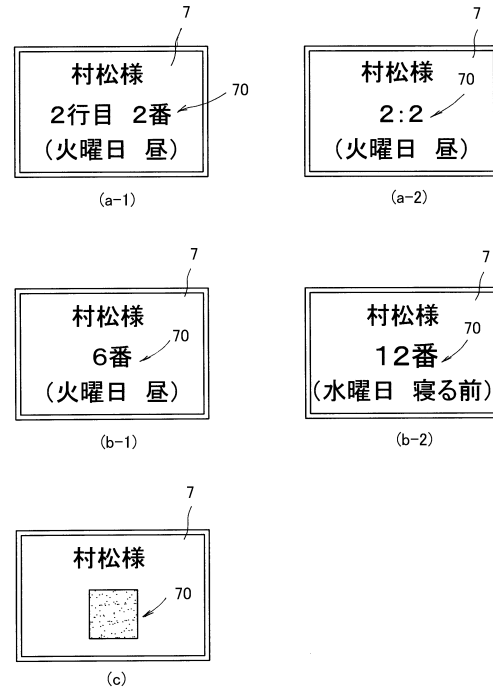 7
村松様
2行目 2番
(火曜日 昼)
70
(a-1)
7
村松様
2:2
(火曜日 昼)
70
(a-2)
7
村松様
6番
(火曜日 昼)
70
(b-1)
7
村松様
12番
(水曜日 寝る前)
70
(b-2)
7
村松様
70
(c)